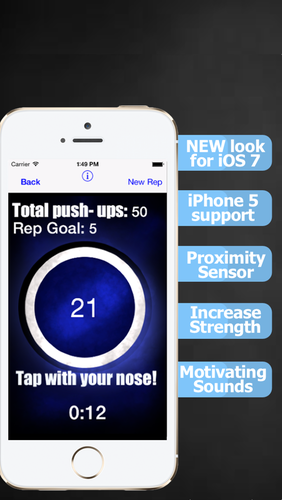 Carrier 1:49 PM
Back New Rep
Total push- ups: 50
Rep Goal: 5
21
Tap with your nose!
0:12
NEW look
for iOS 7
iPhone 5
support
Proximity
Sensor
Increase
Strength
Motivating
Sounds